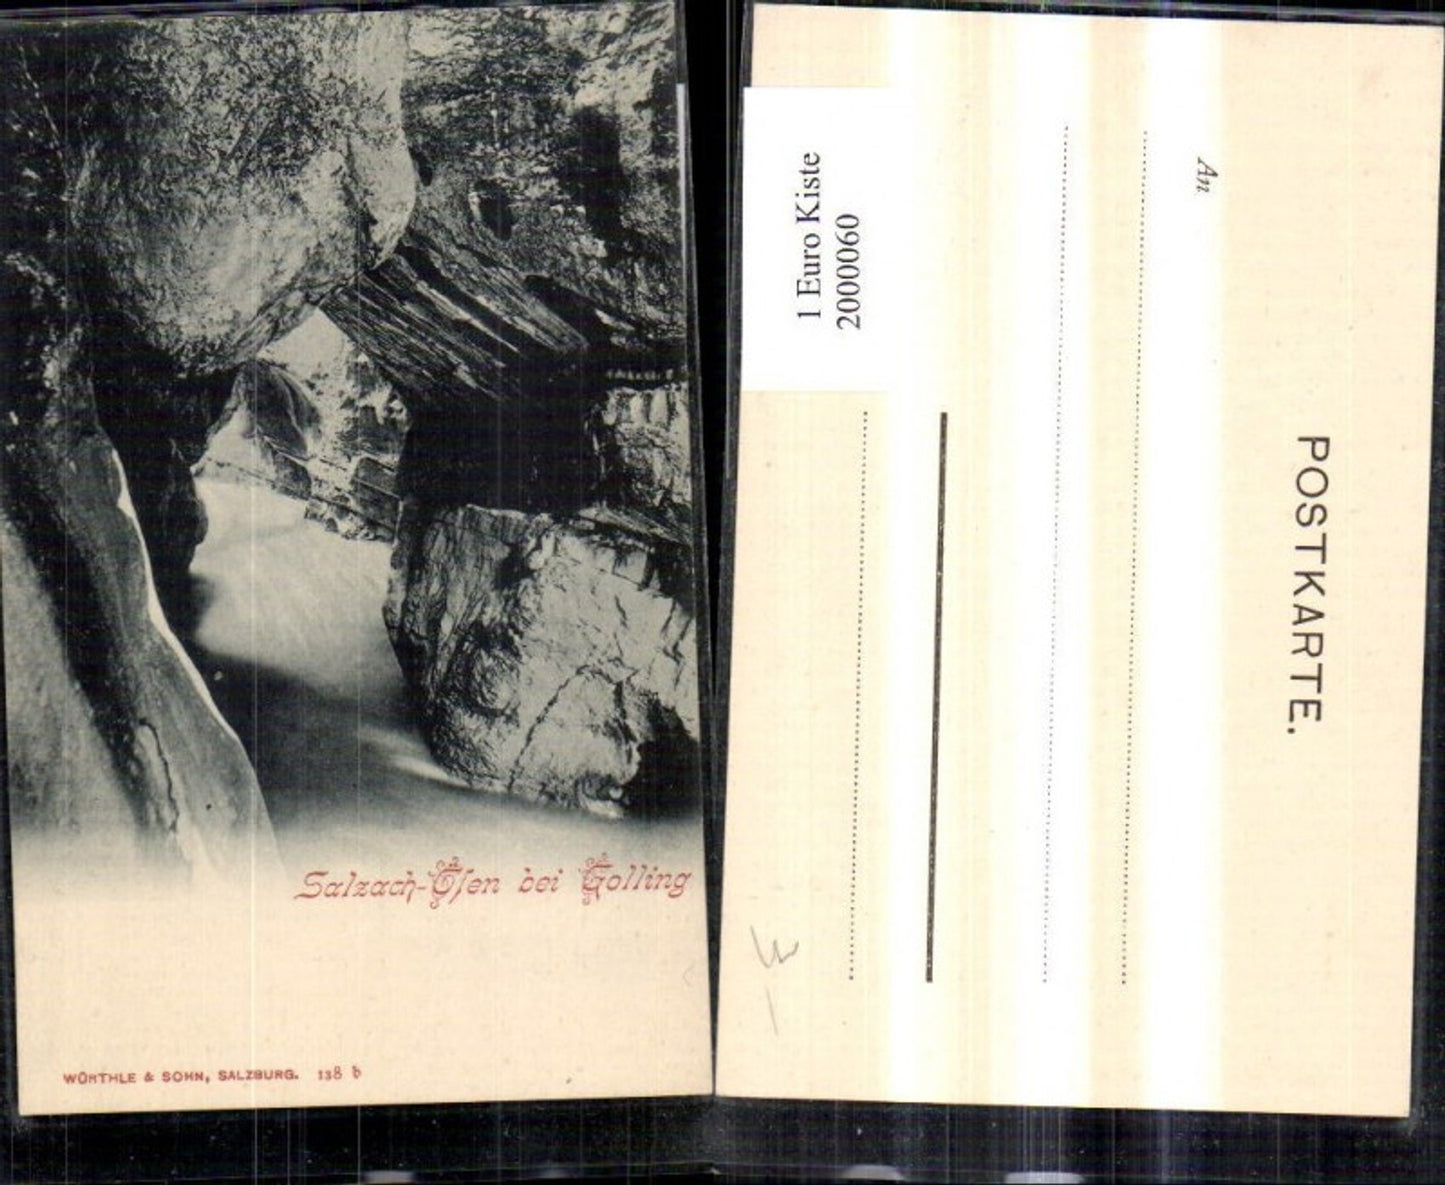 Salzach-Öfen bei Golling
WÜRTHLE & SOHN, SALZBURG. 138 b
1 Euro Kiste
2000060
An
POSTKARTE.